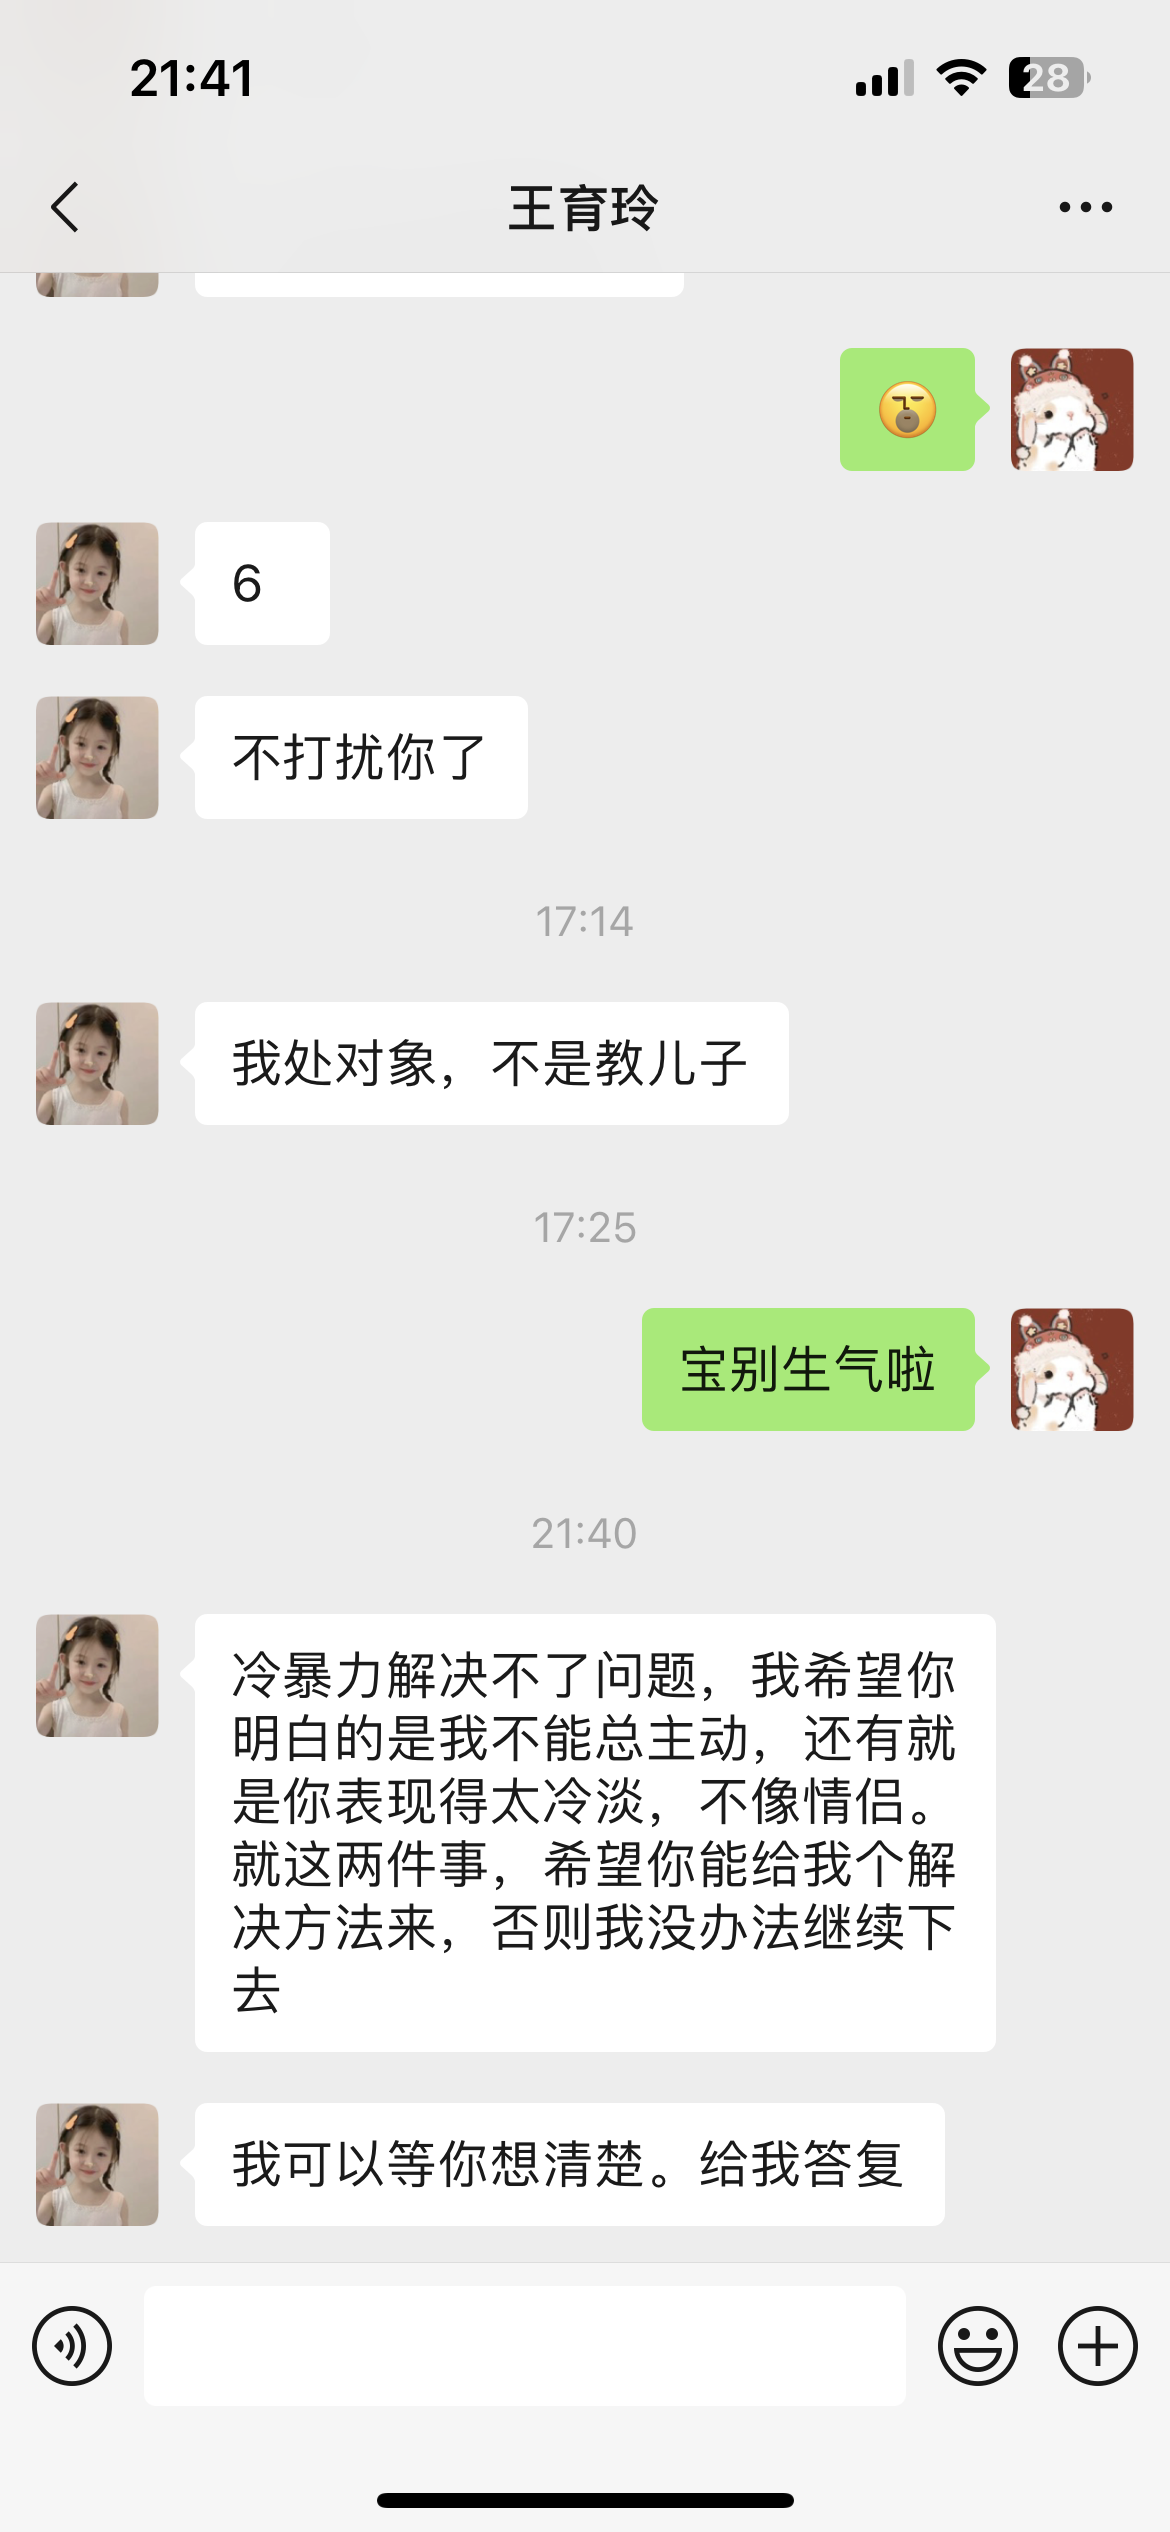 21:41
28
王育玲
6
不打扰你了
17:14
我处对象，不是教儿子
17:25
宝别生气啦
21:40
冷暴力解决不了问题，我希望你
明白的是我不能总主动，还有就
是你表现得太冷淡，不像情侣。
就这两件事，希望你能给我个解
决方法来，否则我没办法继续下
去
我可以等你想清楚。给我答复